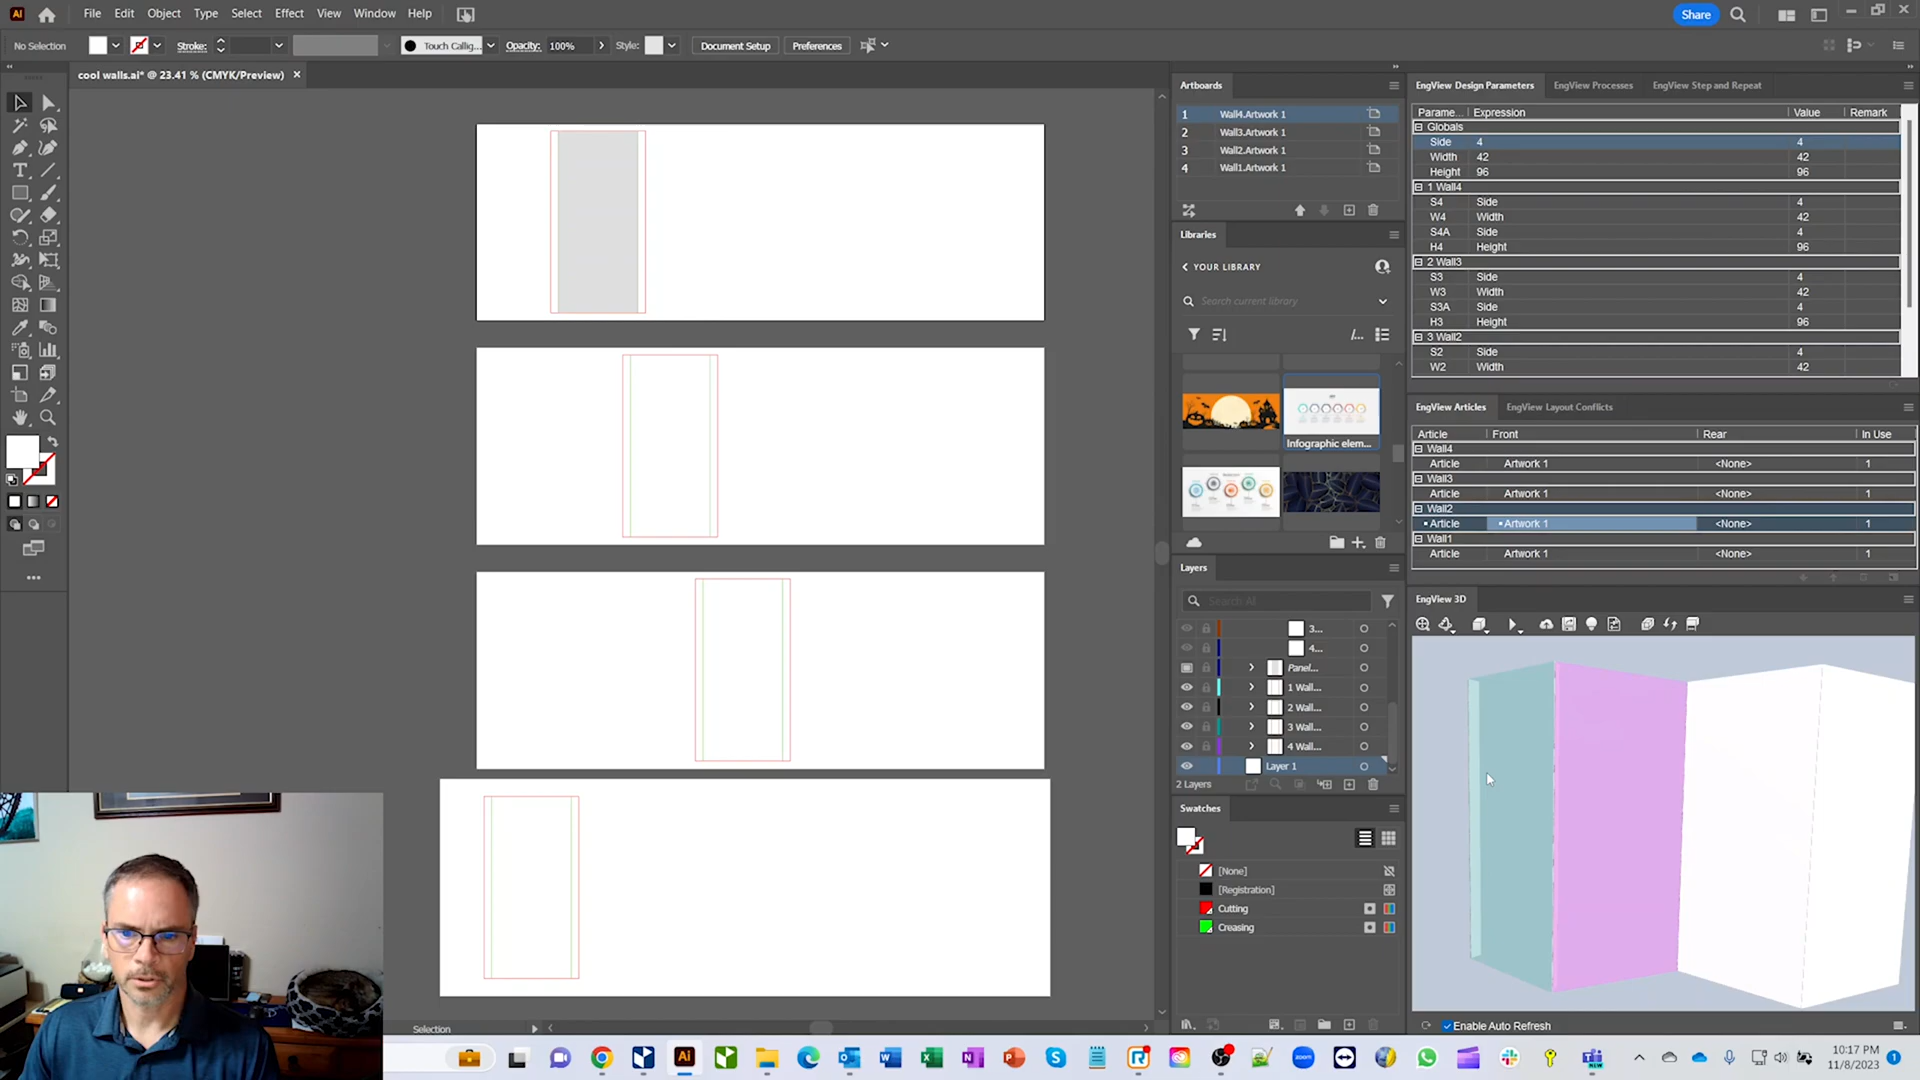 File Edit Object Type Select Effect View Window Help
Share
No Selection
Stroke:
Touch Callig...
Opacity: 100%
Style:
Document Setup
Preferences
cool walls.ai* @ 23.41 % (CMYK/Preview)
Artboards
1 Wall4.Artwork 1
2 Wall3.Artwork 1
3 Wall2.Artwork 1
4 Wall1.Artwork 1
Libraries
YOUR LIBRARY
Search current library
Infographic elem...
Layers
Search All
3...
4...
Panel...
1 Wall...
2 Wall...
3 Wall...
4 Wall...
Layer 1
2 Layers
Swatches
[None]
[Registration]
Cutting
Creasing
EngView Design Parameters EngView Processes EngView Step and Repeat
Parame... Expression Value Remark
Globals
Side 4 4
Width 42 42
Height 96 96
1 Wall4
S4 Side 4
W4 Width 42
S4A Side 4
H4 Height 96
2 Wall3
S3 Side 4
W3 Width 42
S3A Side 4
H3 Height 96
3 Wall2
S2 Side 4
W2 Width 42
EngView Articles EngView Layout Conflicts
Article Front Rear In Use
Wall4
Article Artwork 1 <None> 1
Wall3
Article Artwork 1 <None> 1
Wall2
Article Artwork 1 <None> 1
Wall1
Article Artwork 1 <None> 1
EngView 3D
Enable Auto Refresh
Selection
10:17 PM
11/8/2023